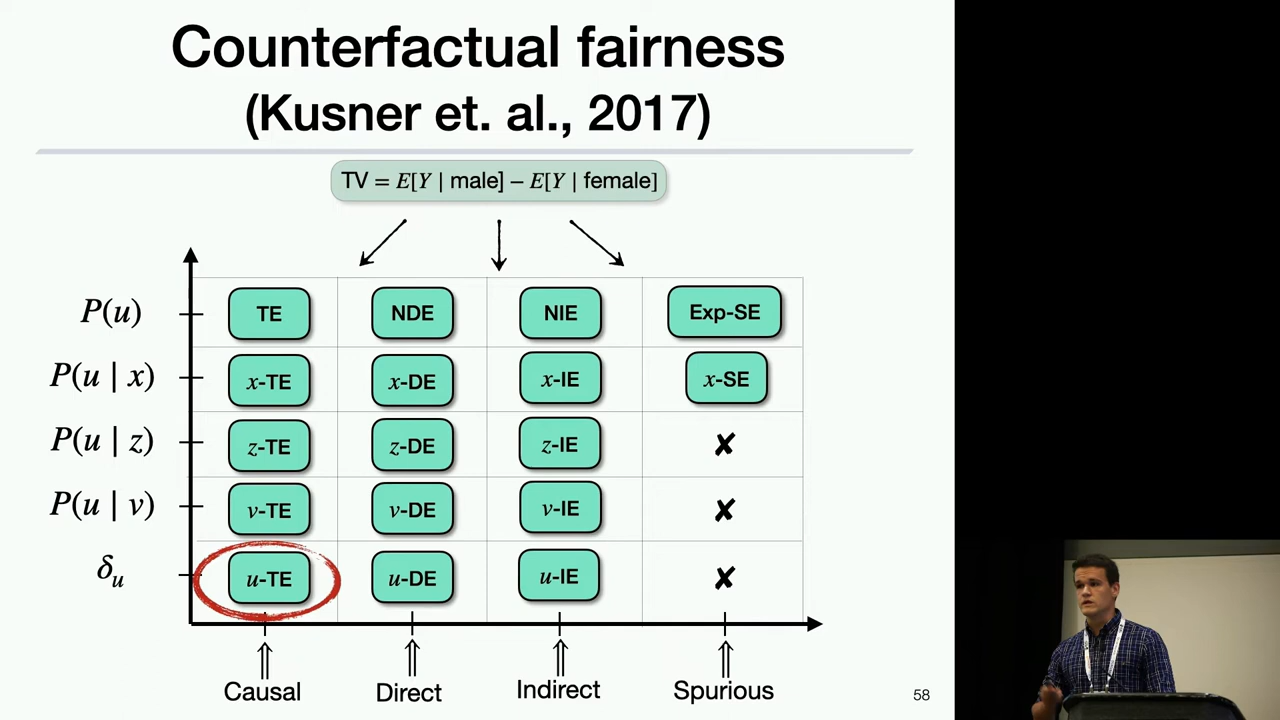 Counterfactual fairness
(Kusner et. al., 2017)
TV = E[Y | male] − E[Y | female]
P(u) TE NDE NIE Exp-SE
P(u | x) x-TE x-DE x-IE x-SE
P(u | z) z-TE z-DE z-IE ✘
P(u | v) v-TE v-DE v-IE ✘
δu u-TE u-DE u-IE ✘
Causal Direct Indirect Spurious
58